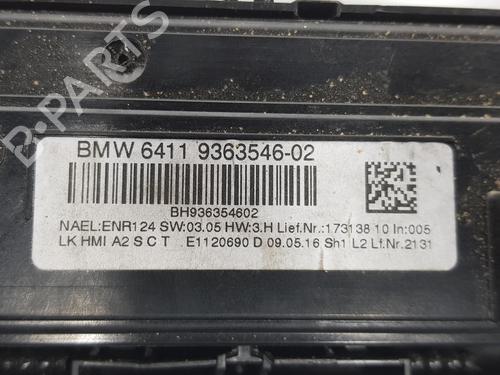 BMW 6411 9363546-02
BH936354602
NAEL:ENR124 SW:03.05 HW:3.H Lief.Nr.:173138 10 In:005
LK HMI A2 S C T E1120690 D 09.05.16 Sh1 L2 Lf.Nr.2131